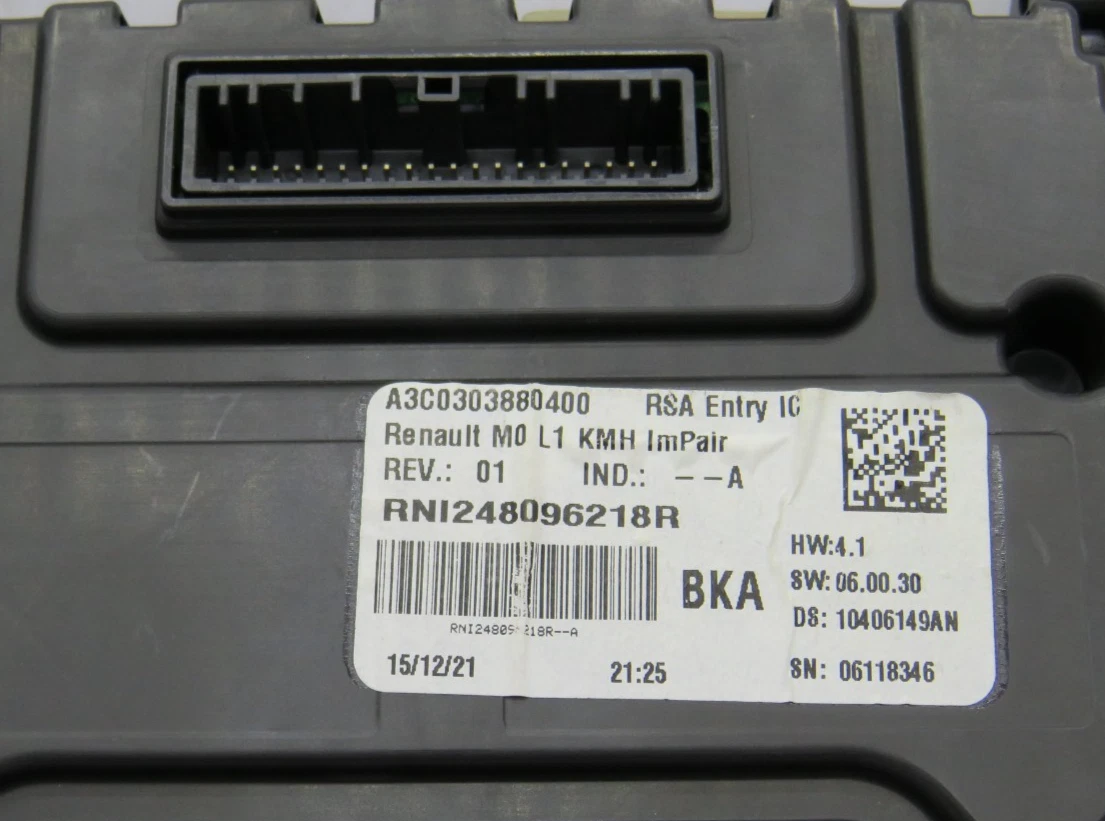 A3C0303880400 RSA Entry IC
Renault M0 L1 KMH ImPair
REV.: 01 IND.: --A
RNI248096218R
HW:4.1
BKA
SW: 06.00.30
DS: 10406149AN
RNI248096218R--A
15/12/21 21:25 SN: 06118346